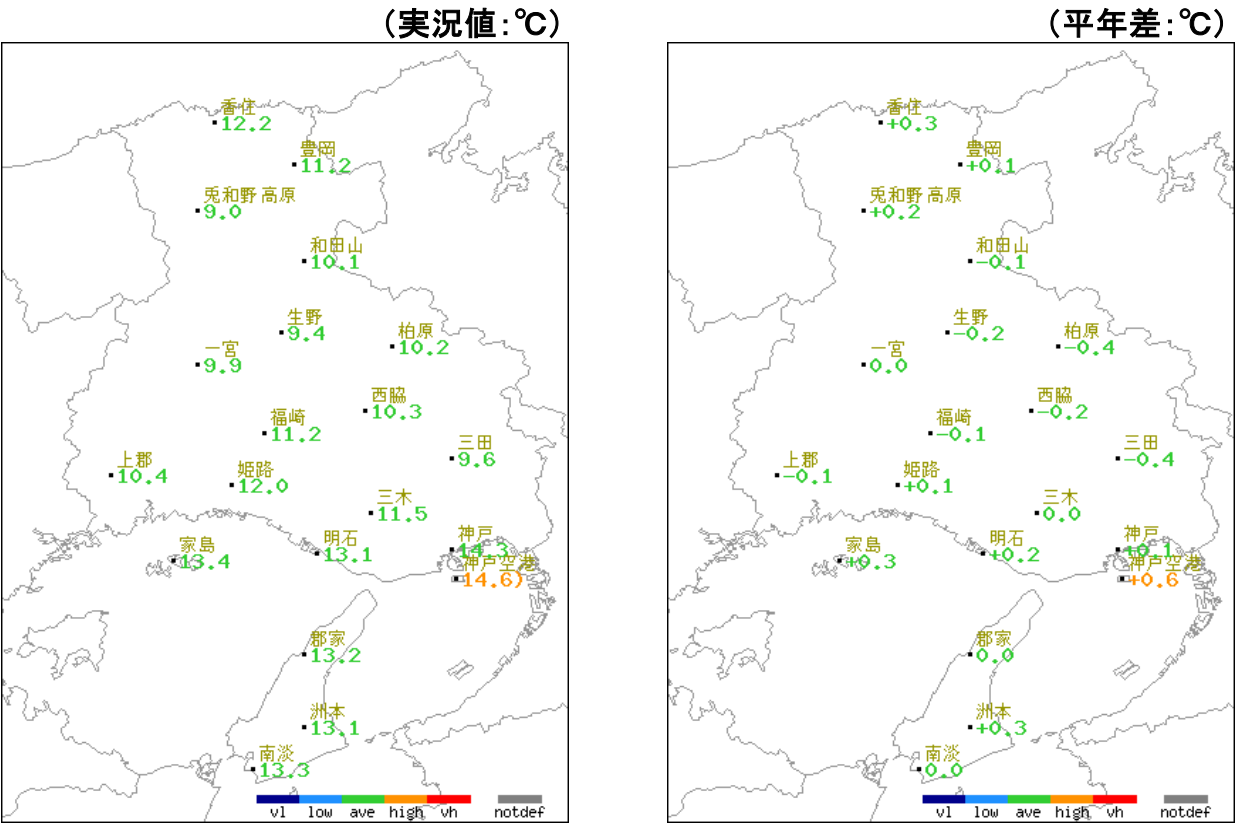 (実況値:℃)
香住
12.2
豊岡
11.2
兎和野高原
9.0
和田山
10.1
生野
9.4
柏原
10.2
一宮
9.9
西脇
10.3
福崎
11.2
三田
9.6
上郡
10.4
姫路
12.0
三木
11.5
家島
13.4
明石
13.1
神戸
14.3
神戸空港
14.6)
郡家
13.2
洲本
13.1
南淡
13.3
vl low ave high vh notdef
(平年差:℃)
香住
+0.3
豊岡
+0.1
兎和野高原
+0.2
和田山
-0.1
生野
-0.2
柏原
-0.4
一宮
0.0
西脇
-0.2
福崎
-0.1
三田
-0.4
上郡
-0.1
姫路
+0.1
三木
0.0
家島
+0.3
明石
+0.2
神戸
+0.1
神戸空港
+0.6
郡家
0.0
洲本
+0.3
南淡
0.0
vl low ave high vh notdef